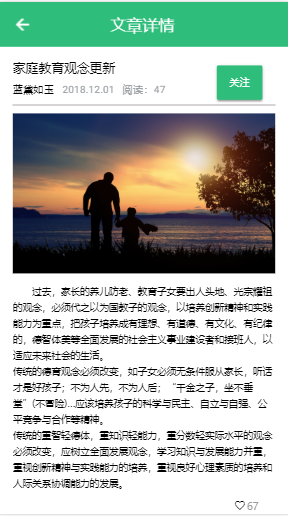 文章详情
家庭教育观念更新
蓝黛如玉 2018.12.01 阅读：47
关注
过去，家长的养儿防老、教育子女要出人头地、光宗耀祖
的观念，必须代之以为国教子的观念，以培养创新精神和实践
能力为重点，把孩子培养成有理想、有道德、有文化、有纪律
的，德智体美等全面发展的社会主义事业建设者和接班人，以
适应未来社会的生活。
传统的德育观念必须改变，如子女必须无条件服从家长，听话
才是好孩子；不为人先，不为人后；“千金之子，坐不垂
堂”(不冒险)...应该培养孩子的科学与民主、自立与自强、公
平竞争与合作等精神。
传统的重智轻德体，重知识轻能力，重分数轻实际水平的观念
必须改变，应树立全面发展观念，学习知识与发展能力并重，
重视创新精神与实践能力的培养，重视良好心理素质的培养和
人际关系协调能力的发展。
67